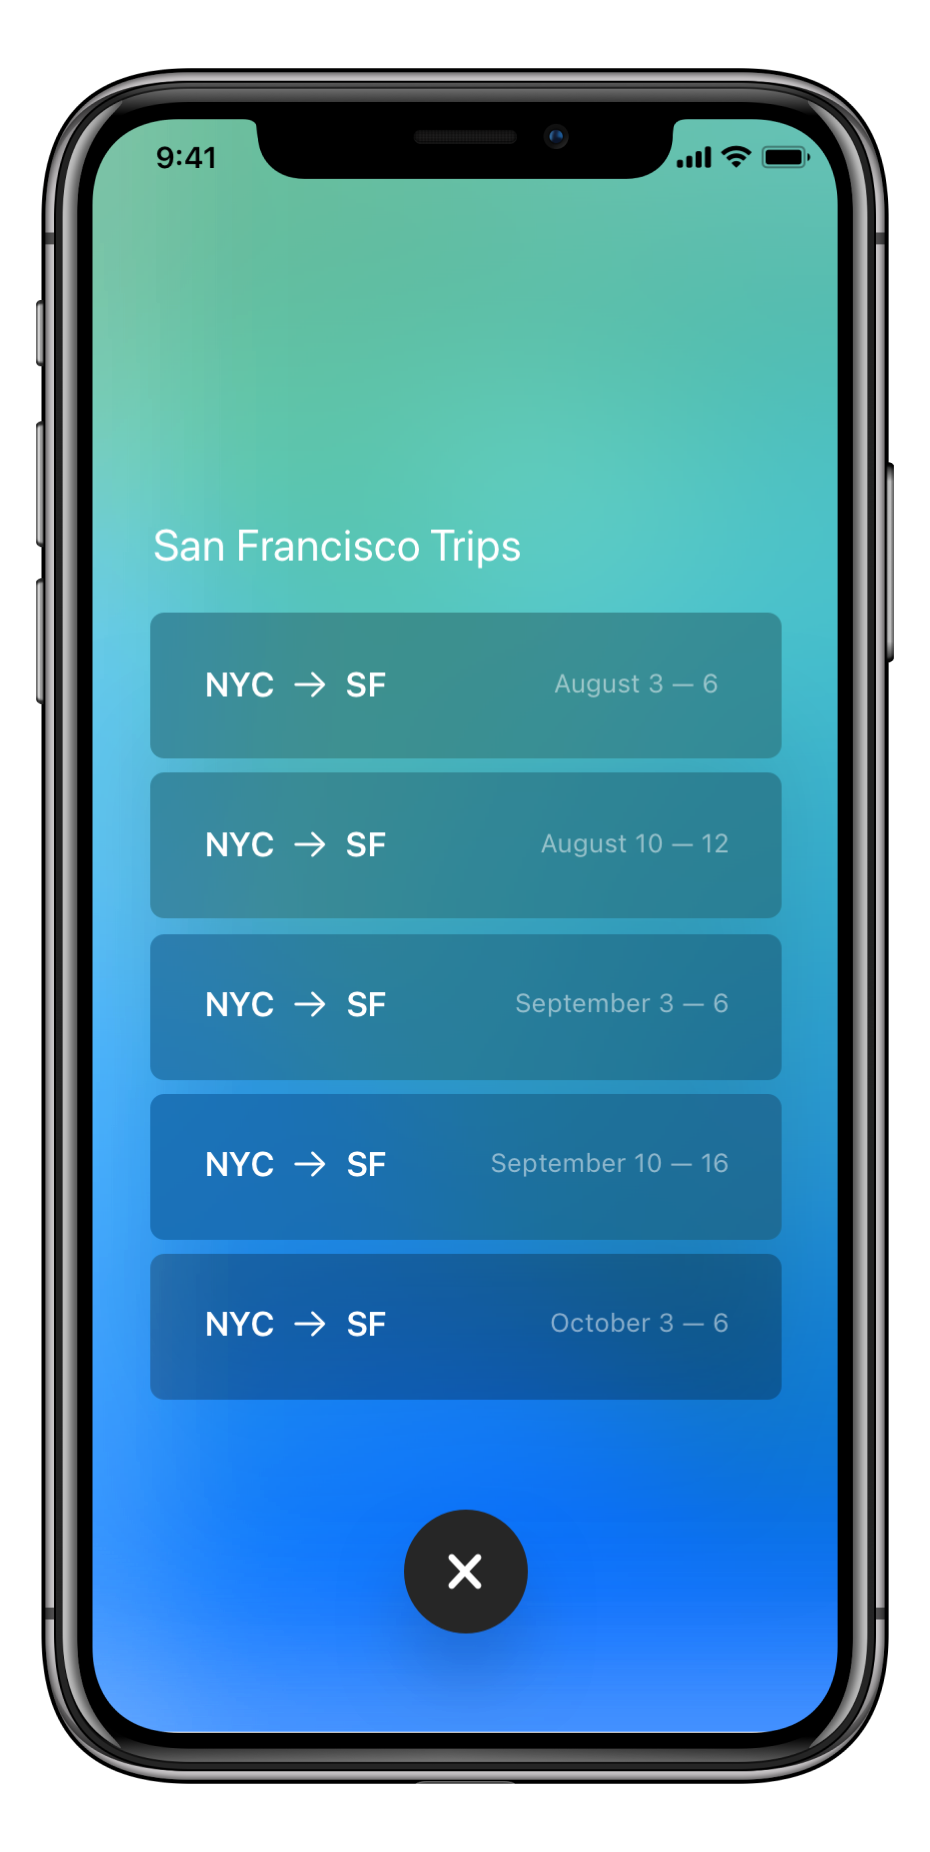 9:41
San Francisco Trips
NYC → SF August 3 — 6
NYC → SF August 10 — 12
NYC → SF September 3 — 6
NYC → SF September 10 — 16
NYC → SF October 3 — 6